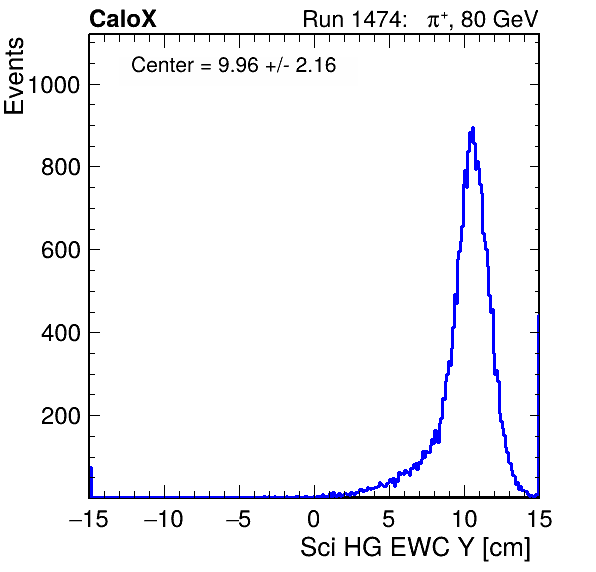 CaloX Run 1474: π⁺, 80 GeV
Center = 9.96 +/- 2.16
Events
1000
800
600
400
200
−15 −10 −5 0 5 10 15
Sci HG EWC Y [cm]